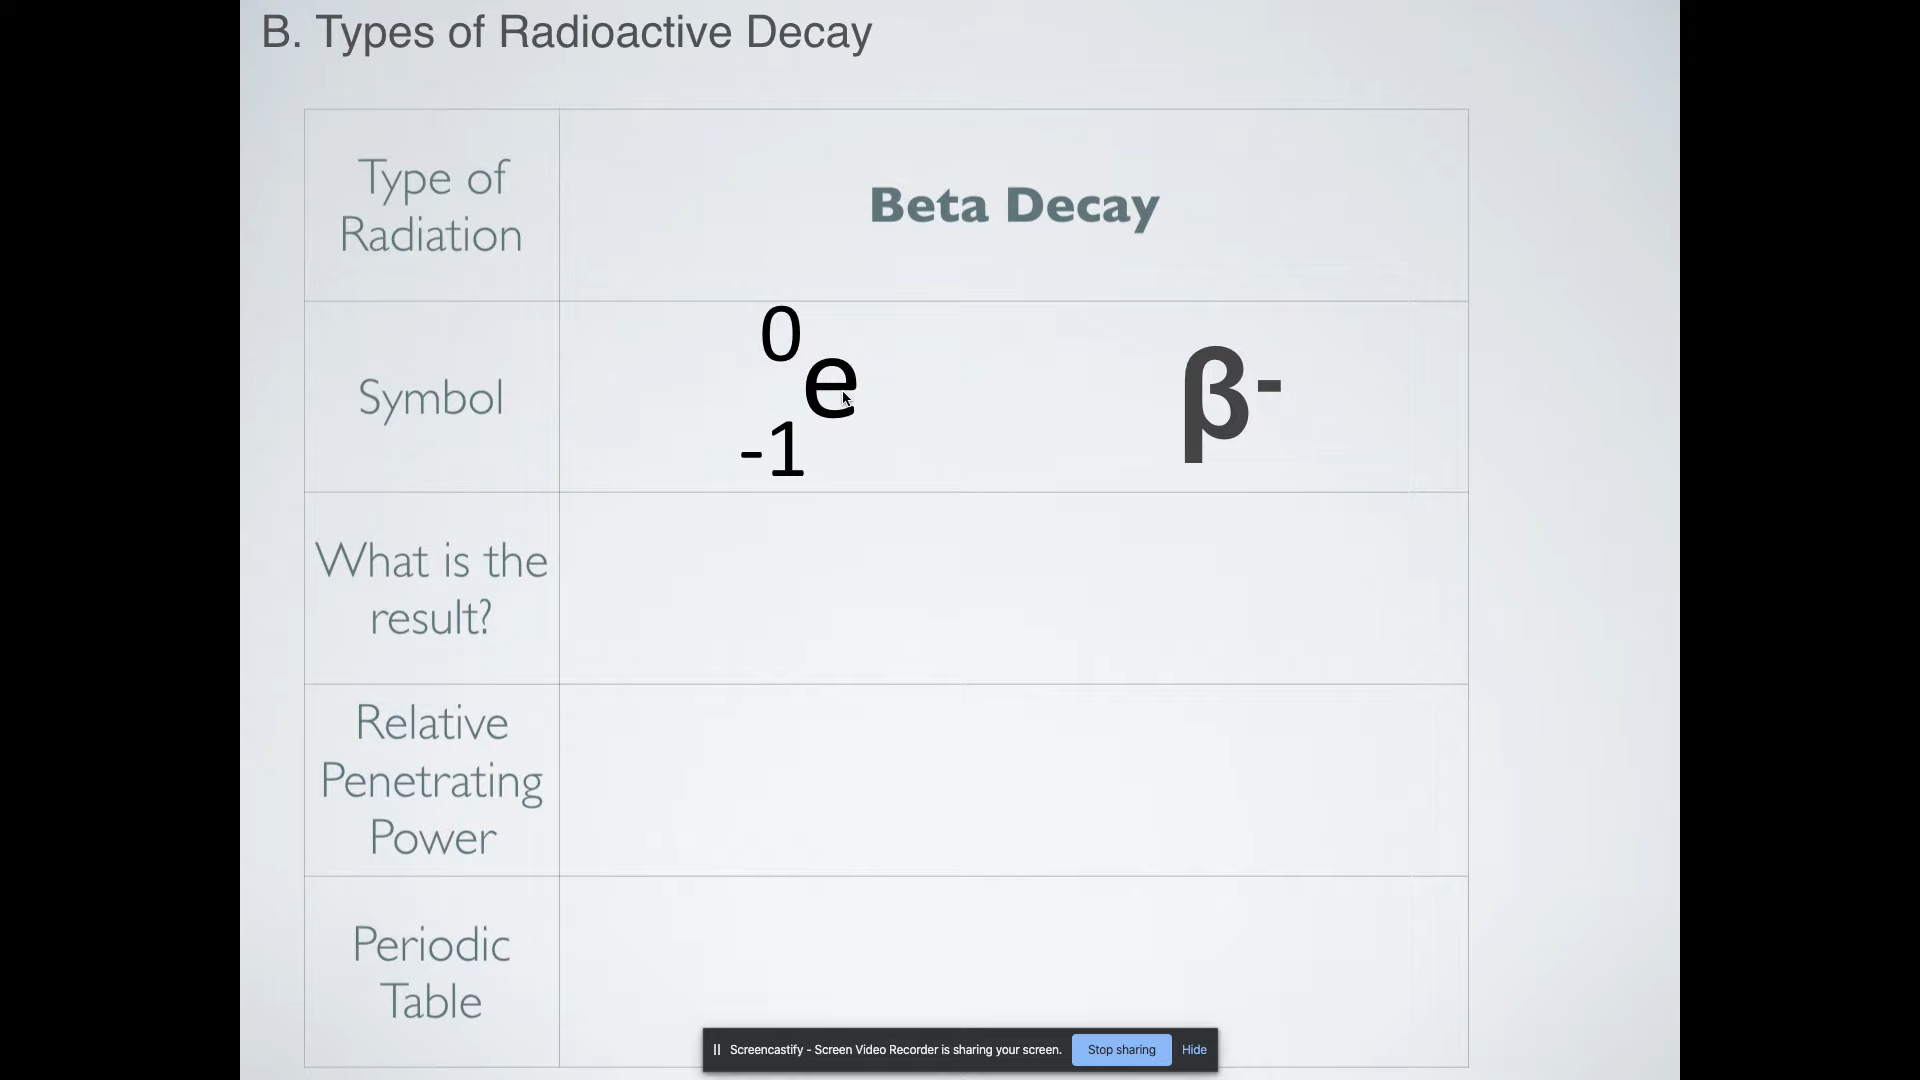 B. Types of Radioactive Decay
Type of
Radiation
Beta Decay
Symbol
0
e
-1
β-
What is the
result?
Relative
Penetrating
Power
Periodic
Table
Screencastify - Screen Video Recorder is sharing your screen. Stop sharing Hide